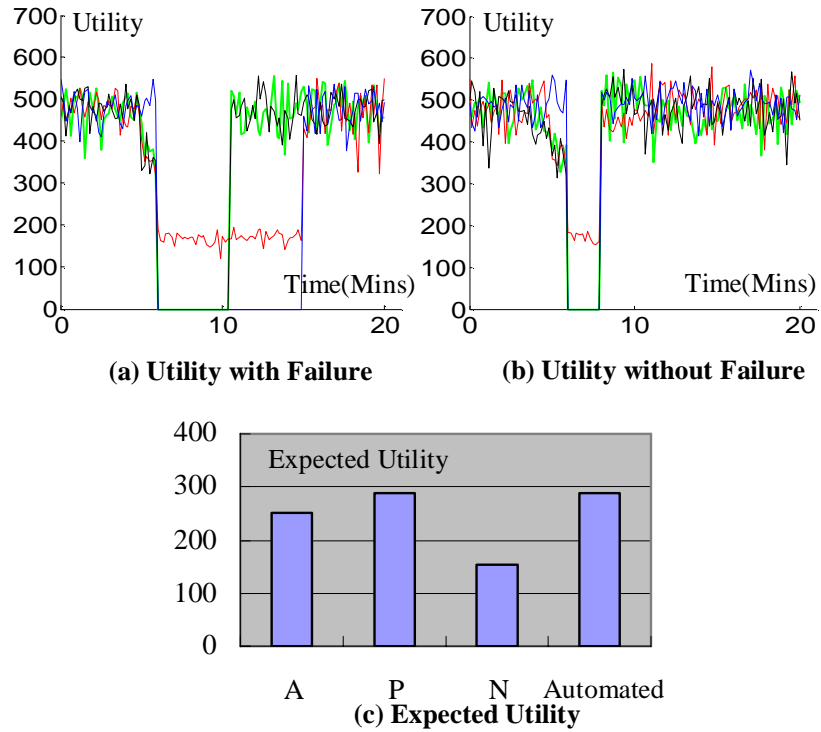 700
600
500
400
300
200
100
0
Utility
Time(Mins)
0 10 20
(a) Utility with Failure
700
600
500
400
300
200
100
0
Utility
Time(Mins)
0 10 20
(b) Utility without Failure
400
300
200
100
0
Expected Utility
A P N Automated
(c) Expected Utility